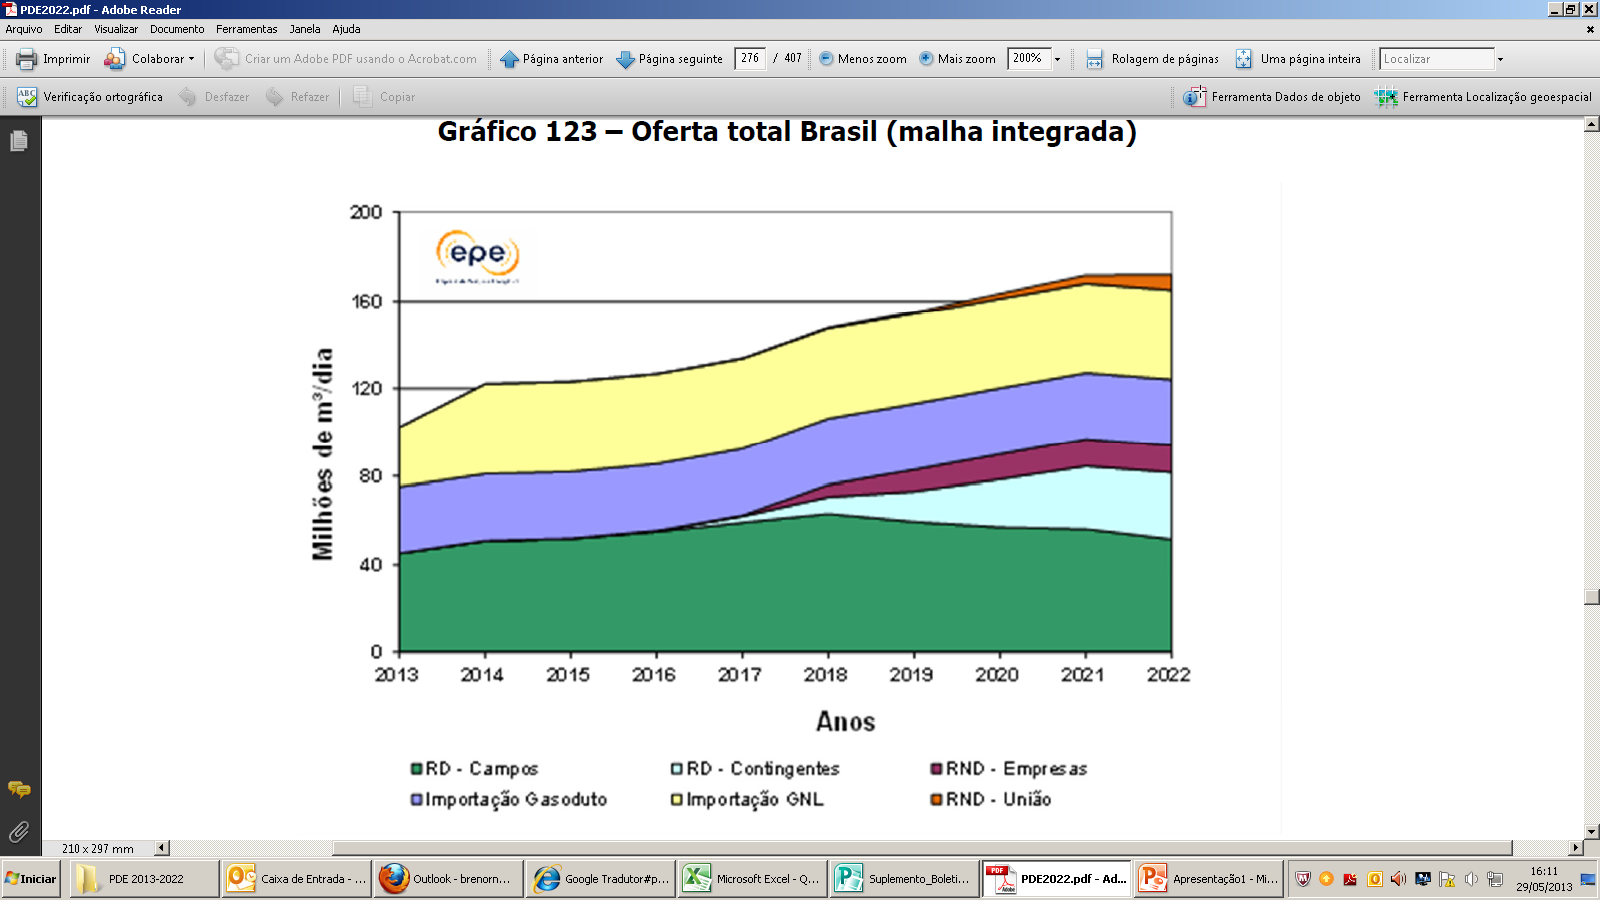 PDE2022.pdf - Adobe Reader
Arquivo Editar Visualizar Documento Ferramentas Janela Ajuda
Imprimir Colaborar Criar um Adobe PDF usando o Acrobat.com Página anterior Página seguinte 276 / 407 Menos zoom Mais zoom 200% Rolagem de páginas Uma página inteira Localizar
Verificação ortográfica Desfazer Refazer Copiar Ferramenta Dados de objeto Ferramenta Localização geoespacial
Gráfico 123 – Oferta total Brasil (malha integrada)
epe
200
160
120
80
40
0
Milhões de m³/dia
2013 2014 2015 2016 2017 2018 2019 2020 2021 2022
Anos
RD - Campos RD - Contingentes RND - Empresas
Importação Gasoduto Importação GNL RND - União
210 x 297 mm
Iniciar PDE 2013-2022 Caixa de Entrada - ... Outlook - brenorn... Google Tradutor#p... Microsoft Excel - Q... Suplemento_Boleti... PDE2022.pdf - Ad... Apresentação1 - Mi... 16:11
29/05/2013